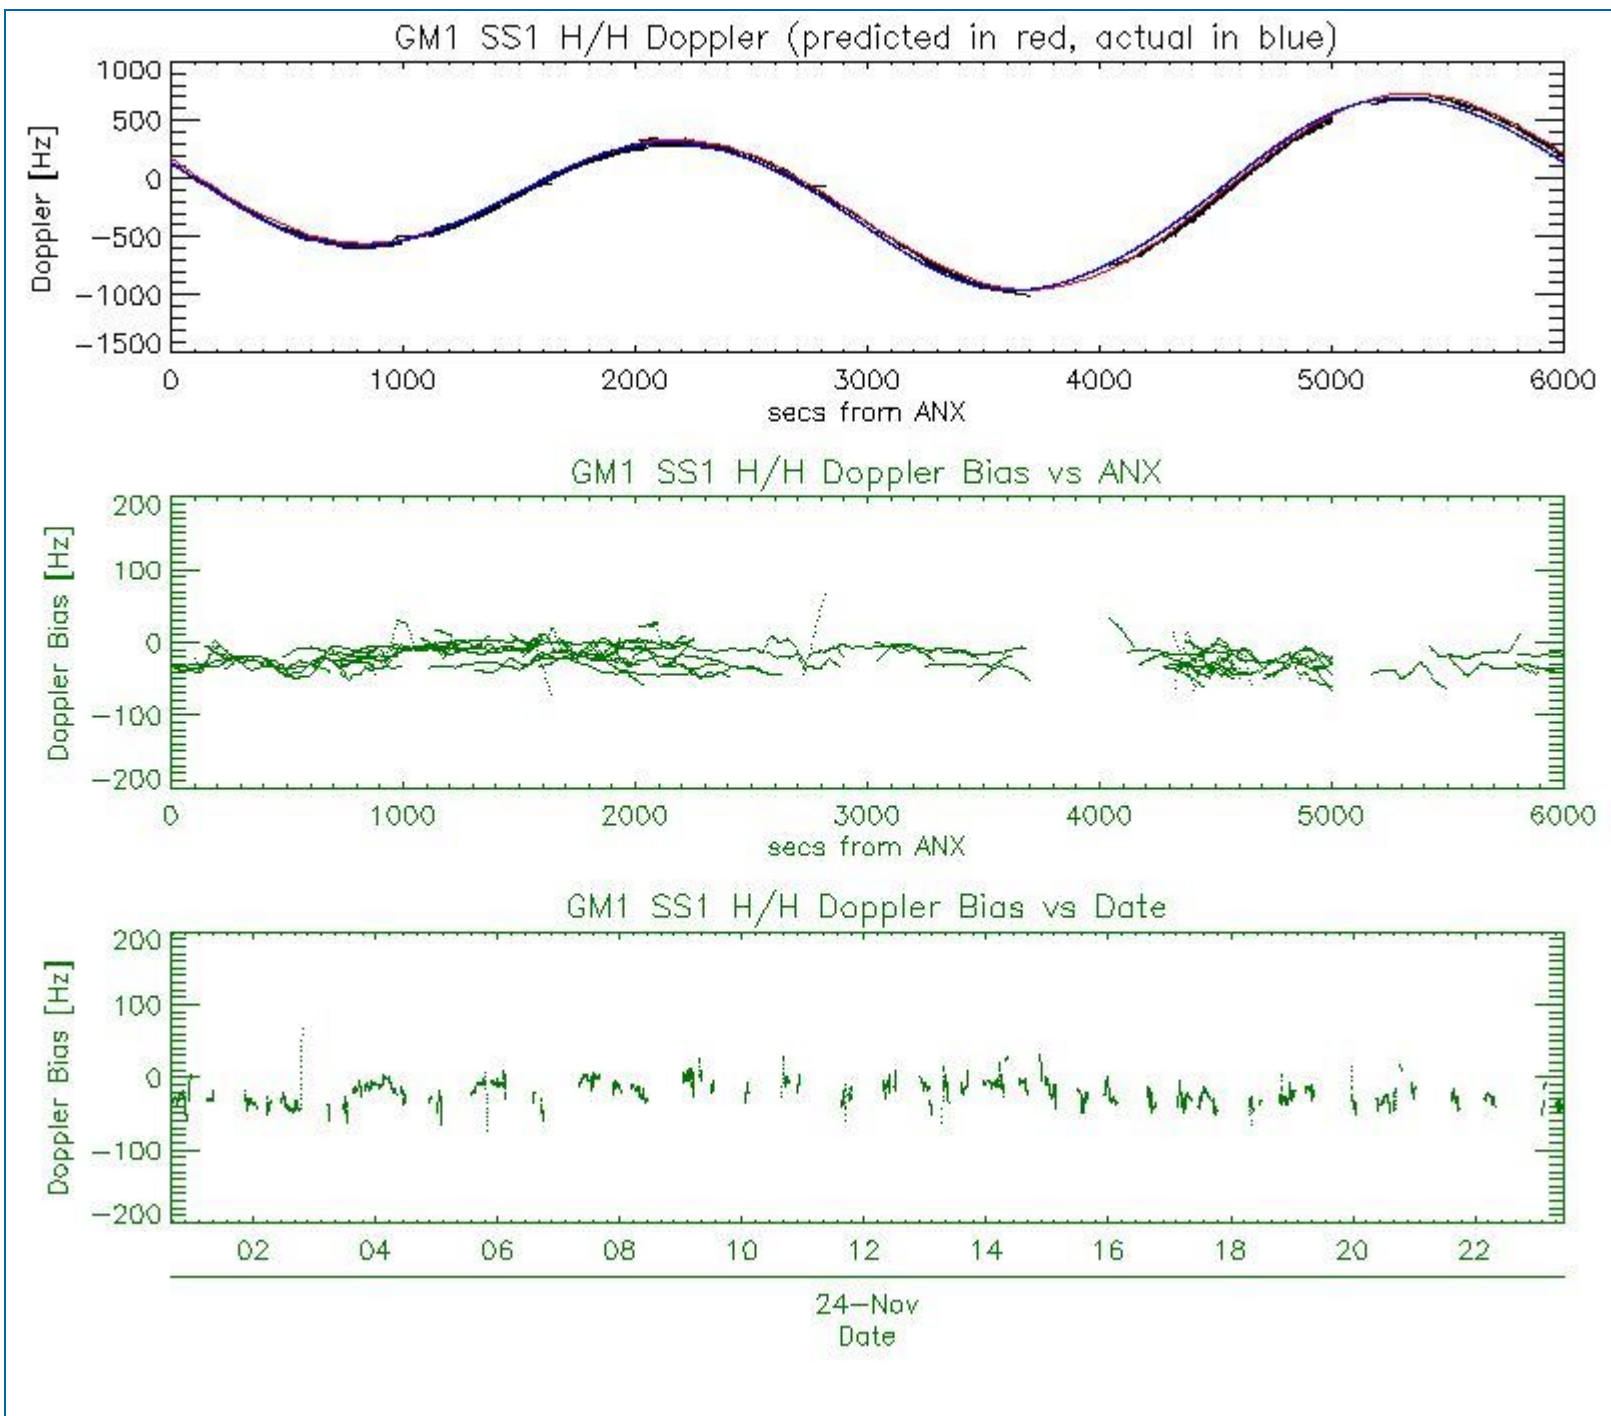 GM1 SS1 H/H Doppler (predicted in red, actual in blue)
1000
500
0
−500
−1000
−1500
Doppler [Hz]
0 1000 2000 3000 4000 5000 6000
secs from ANX
GM1 SS1 H/H Doppler Bias vs ANX
200
100
0
−100
−200
Doppler Bias [Hz]
0 1000 2000 3000 4000 5000 6000
secs from ANX
GM1 SS1 H/H Doppler Bias vs Date
200
100
0
−100
−200
Doppler Bias [Hz]
02 04 06 08 10 12 14 16 18 20 22
24−Nov
Date